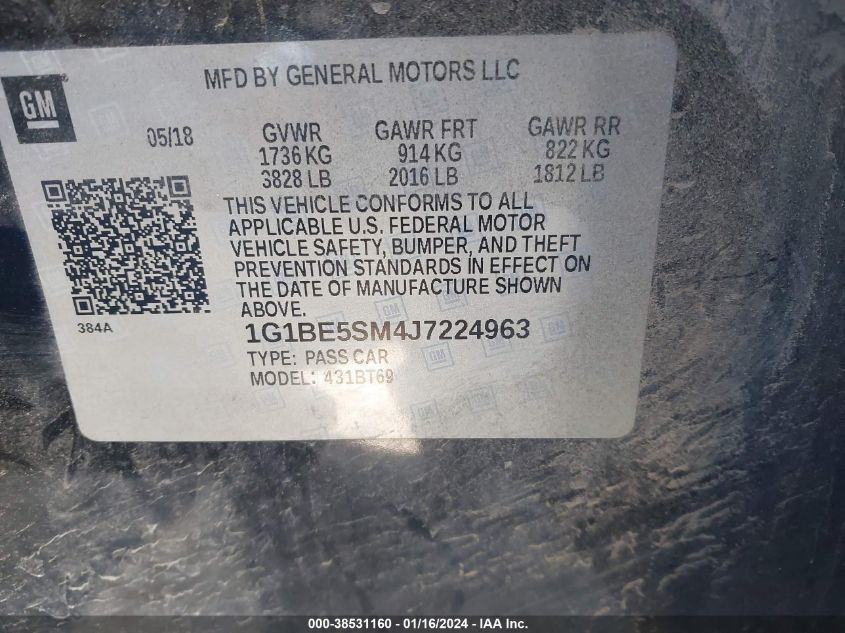 MFD BY GENERAL MOTORS LLC
GM
05/18 GVWR GAWR FRT GAWR RR
1736 KG 914 KG 822 KG
3828 LB 2016 LB 1812 LB
THIS VEHICLE CONFORMS TO ALL
APPLICABLE U.S. FEDERAL MOTOR
VEHICLE SAFETY, BUMPER, AND THEFT
PREVENTION STANDARDS IN EFFECT ON
THE DATE OF MANUFACTURE SHOWN
ABOVE.
384A
1G1BE5SM4J7224963
TYPE: PASS CAR
MODEL: 431BT69
000-38531160 - 01/16/2024 - IAA Inc.